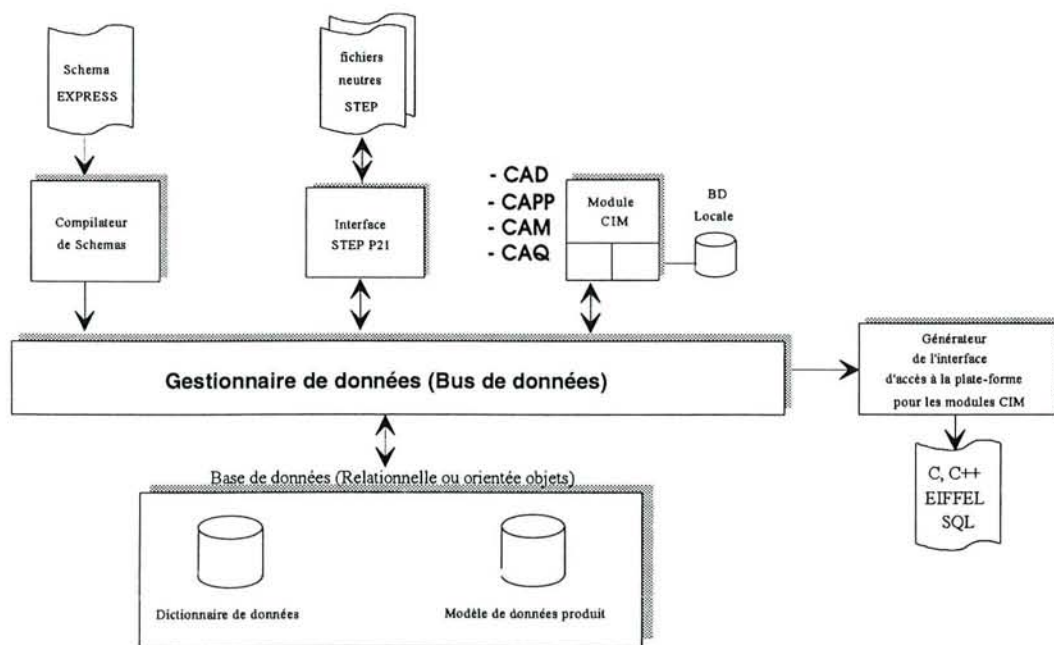 Schema
EXPRESS
fichiers
neutres
STEP
Compilateur
de Schemas
Interface
STEP P21
- CAD
- CAPP
- CAM
- CAQ
Module
CIM
BD
Locale
Gestionnaire de données (Bus de données)
Générateur
de l'interface
d'accès à la plate-forme
pour les modules CIM
C, C++
EIFFEL
SQL
Base de données (Relationnelle ou orientée objets)
Dictionnaire de données
Modèle de données produit